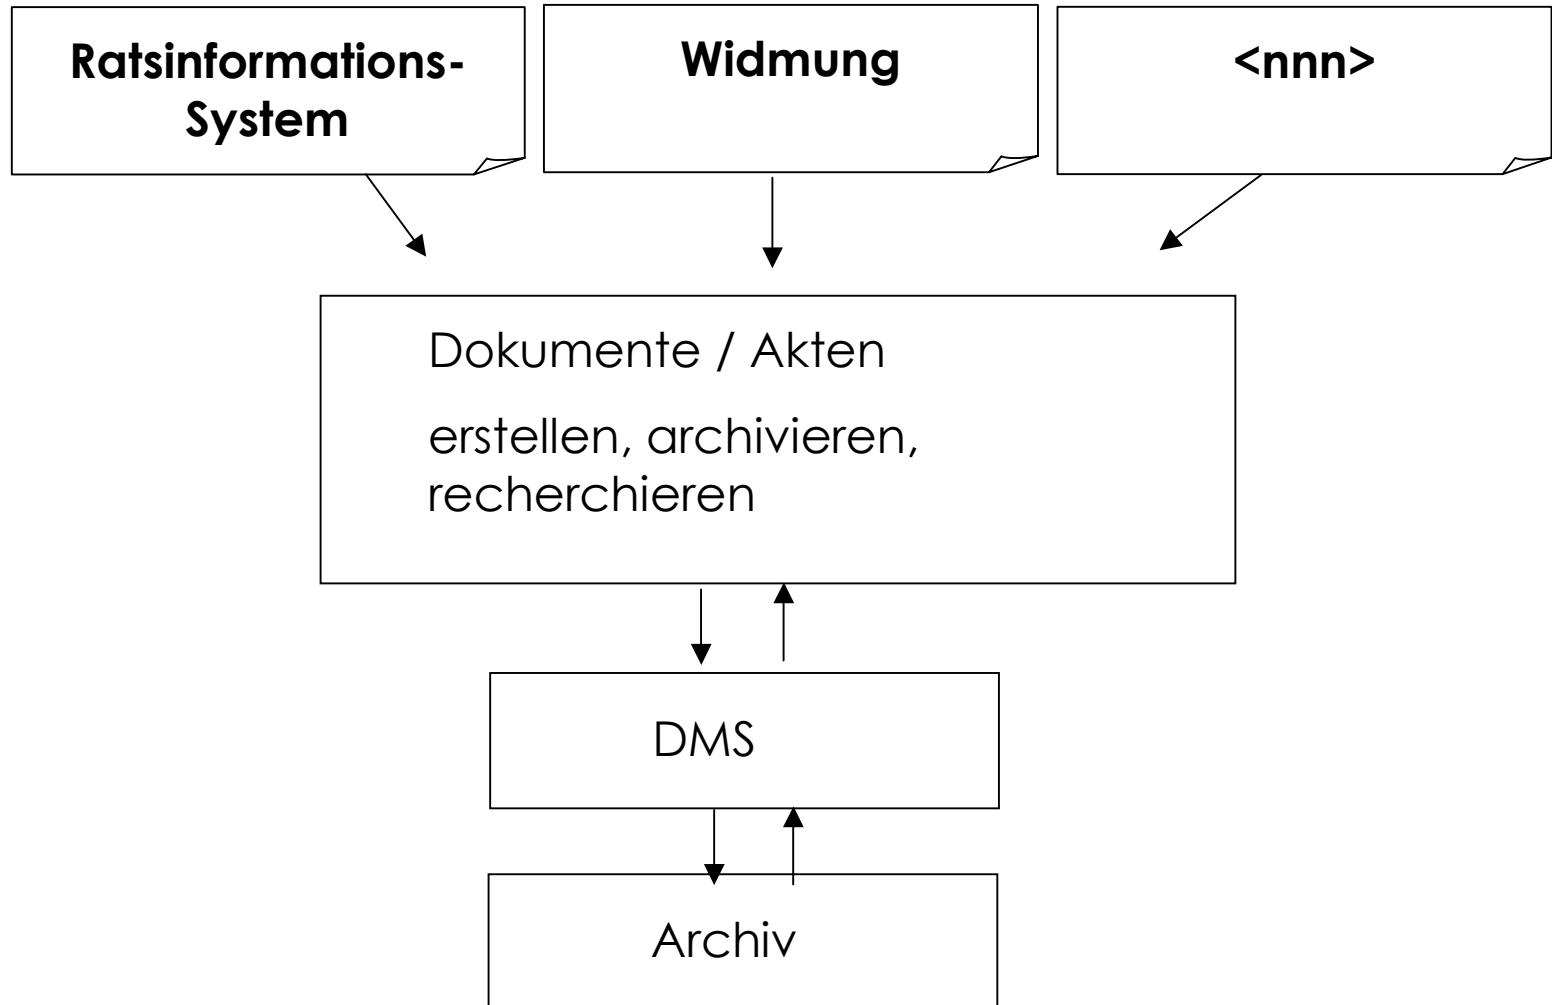 Ratsinformations-
System
Widmung
<nnn>
Dokumente / Akten
erstellen, archivieren,
recherchieren
DMS
Archiv